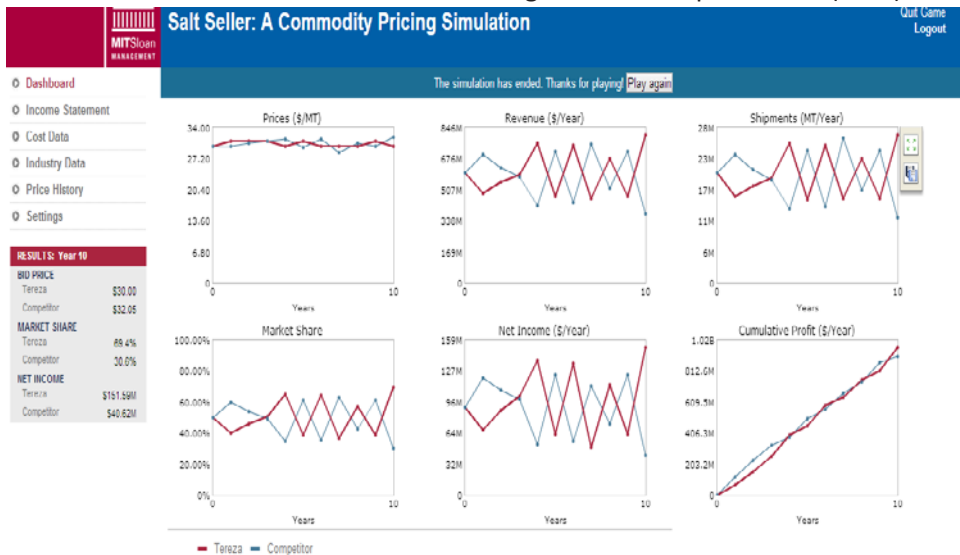 Salt Seller: A Commodity Pricing Simulation
Quit Game
Logout
MITSloan
MANAGEMENT
The simulation has ended. Thanks for playing! Play again
Dashboard
Income Statement
Cost Data
Industry Data
Price History
Settings
RESULTS: Year 10
BID PRICE
Tereza $30.00
Competitor $32.05
MARKET SHARE
Tereza 69.4%
Competitor 30.6%
NET INCOME
Tereza $151.59M
Competitor $40.62M
Prices ($/MT)
34.00
27.20
20.40
13.60
6.80
0
0 10
Years
Revenue ($/Year)
846M
676M
507M
338M
169M
0
0 10
Years
Shipments (MT/Year)
28M
23M
17M
11M
6M
0
0 10
Years
Market Share
100.00%
80.00%
60.00%
40.00%
20.00%
0%
0 10
Years
Net Income ($/Year)
159M
127M
96M
64M
32M
0
0 10
Years
Cumulative Profit ($/Year)
1.02B
812.6M
609.5M
406.3M
203.2M
0
0 10
Years
Tereza Competitor